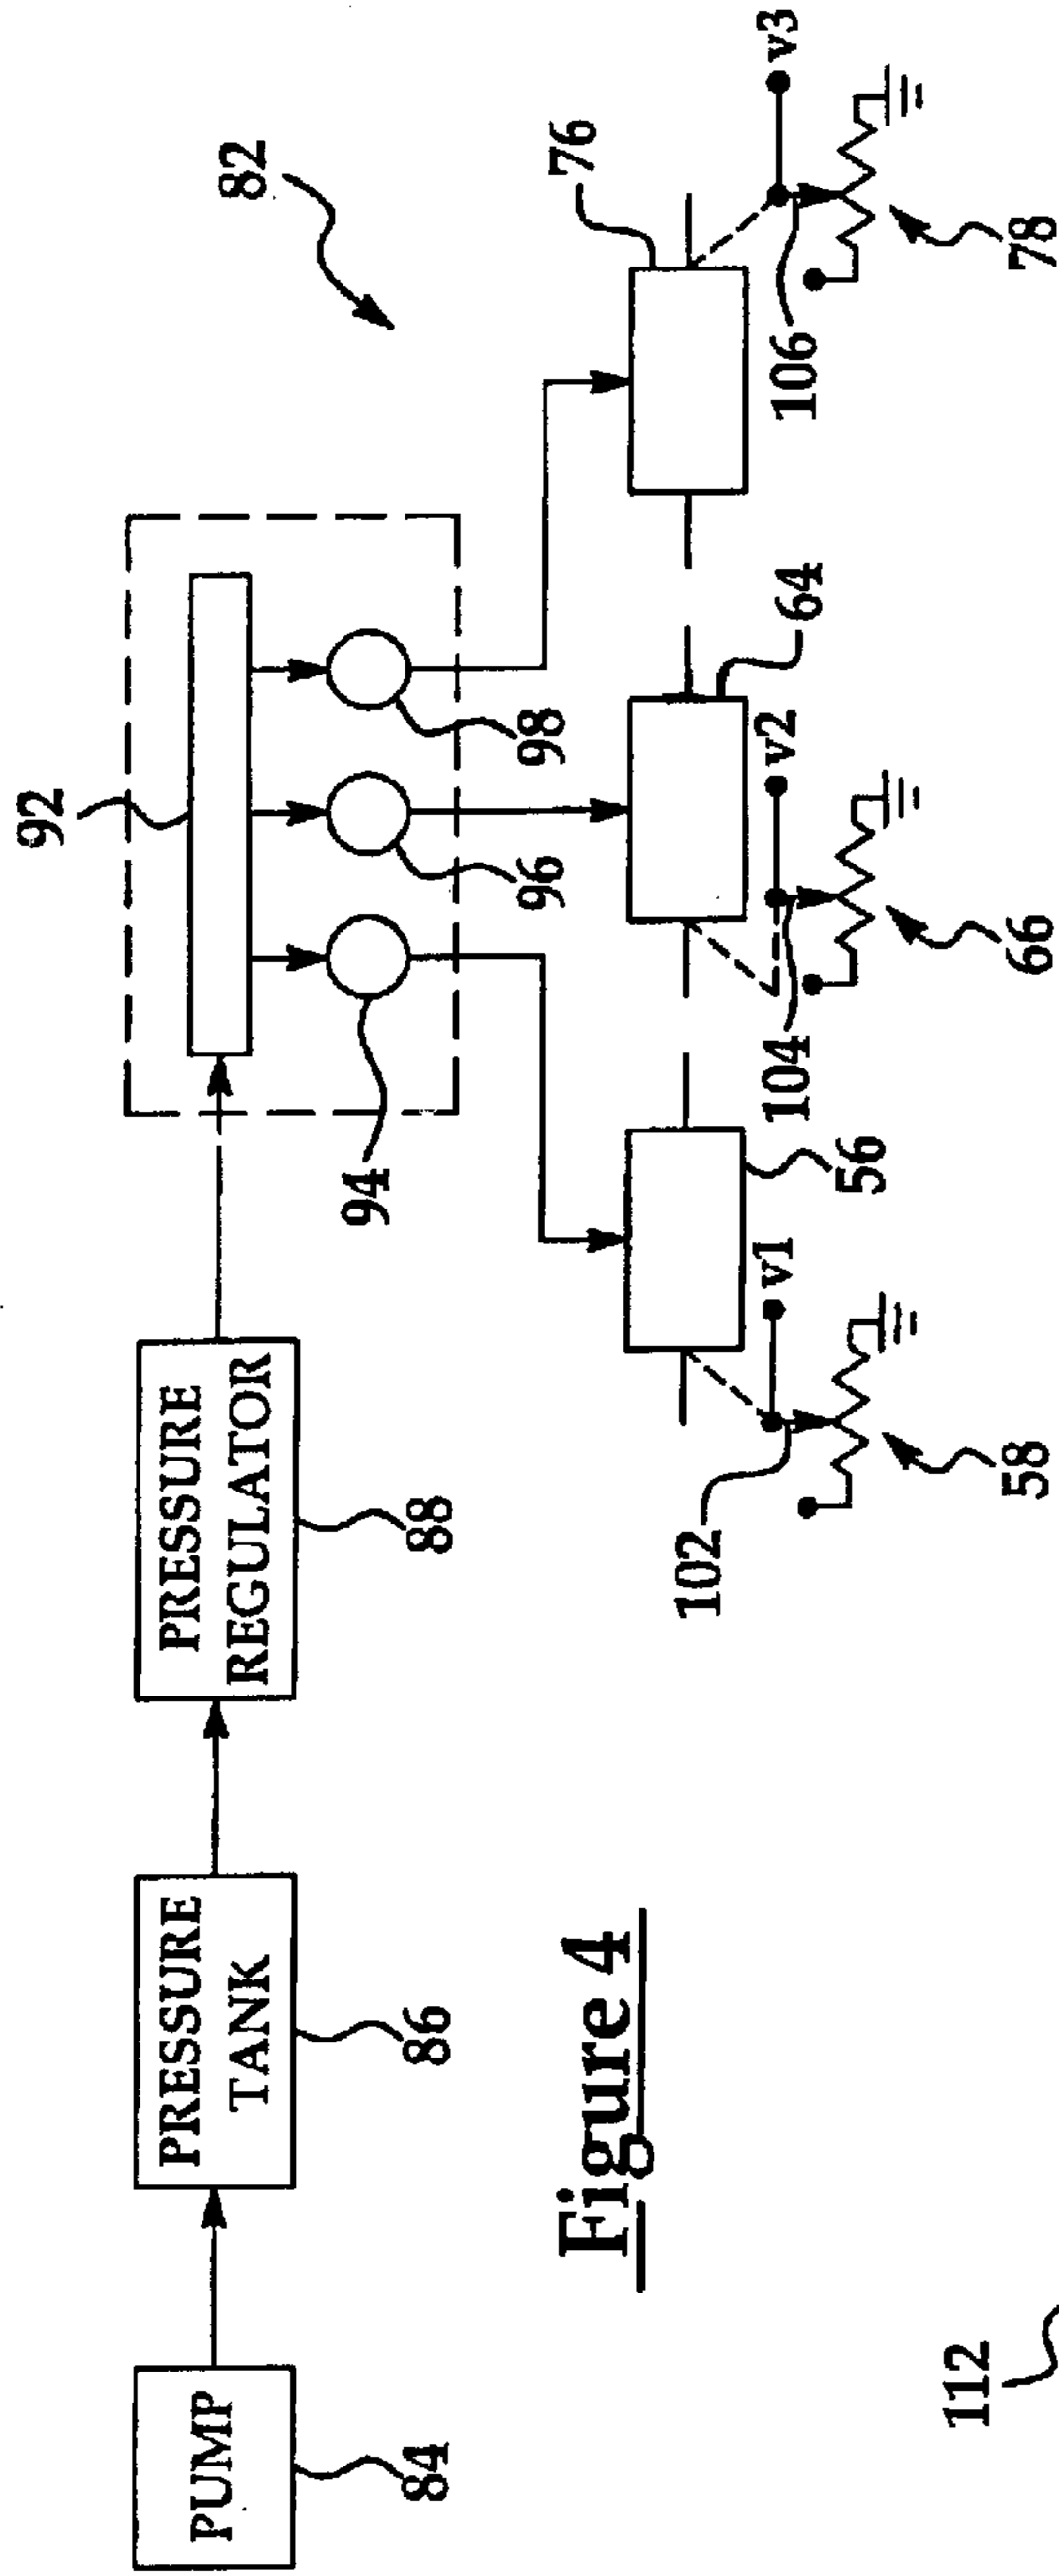 82
92
PUMP
PRESSURE
TANK
PRESSURE
REGULATOR
84
86
88
94
96
98
76
64
56
v1
v2
v3
102
104
106
58
66
78
Figure 4
112